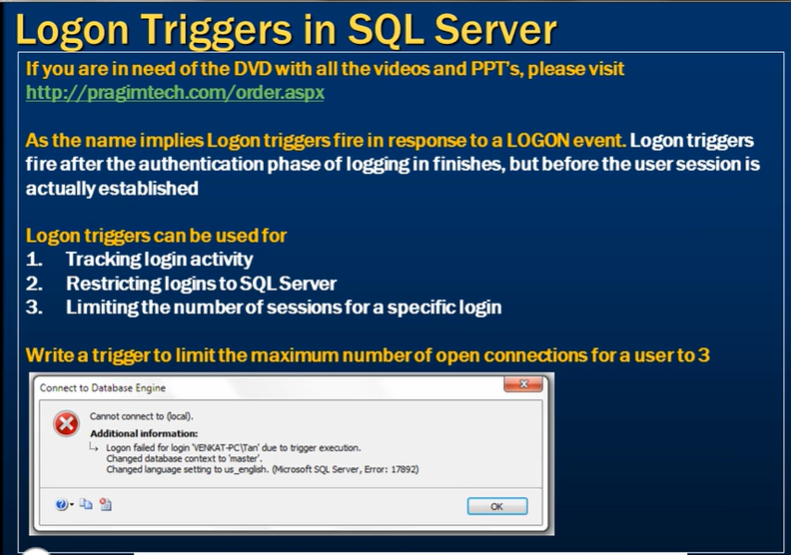 Logon Triggers in SQL Server
If you are in need of the DVD with all the videos and PPT's, please visit
http://pragimtech.com/order.aspx
As the name implies Logon triggers fire in response to a LOGON event. Logon triggers
fire after the authentication phase of logging in finishes, but before the user session is
actually established
Logon triggers can be used for
1. Tracking login activity
2. Restricting logins to SQL Server
3. Limiting the number of sessions for a specific login
Write a trigger to limit the maximum number of open connections for a user to 3
Connect to Database Engine
Cannot connect to (local).
Additional information:
Logon failed for login 'VENKAT-PC\Tan' due to trigger execution.
Changed database context to 'master'.
Changed language setting to us_english. (Microsoft SQL Server, Error: 17892)
OK